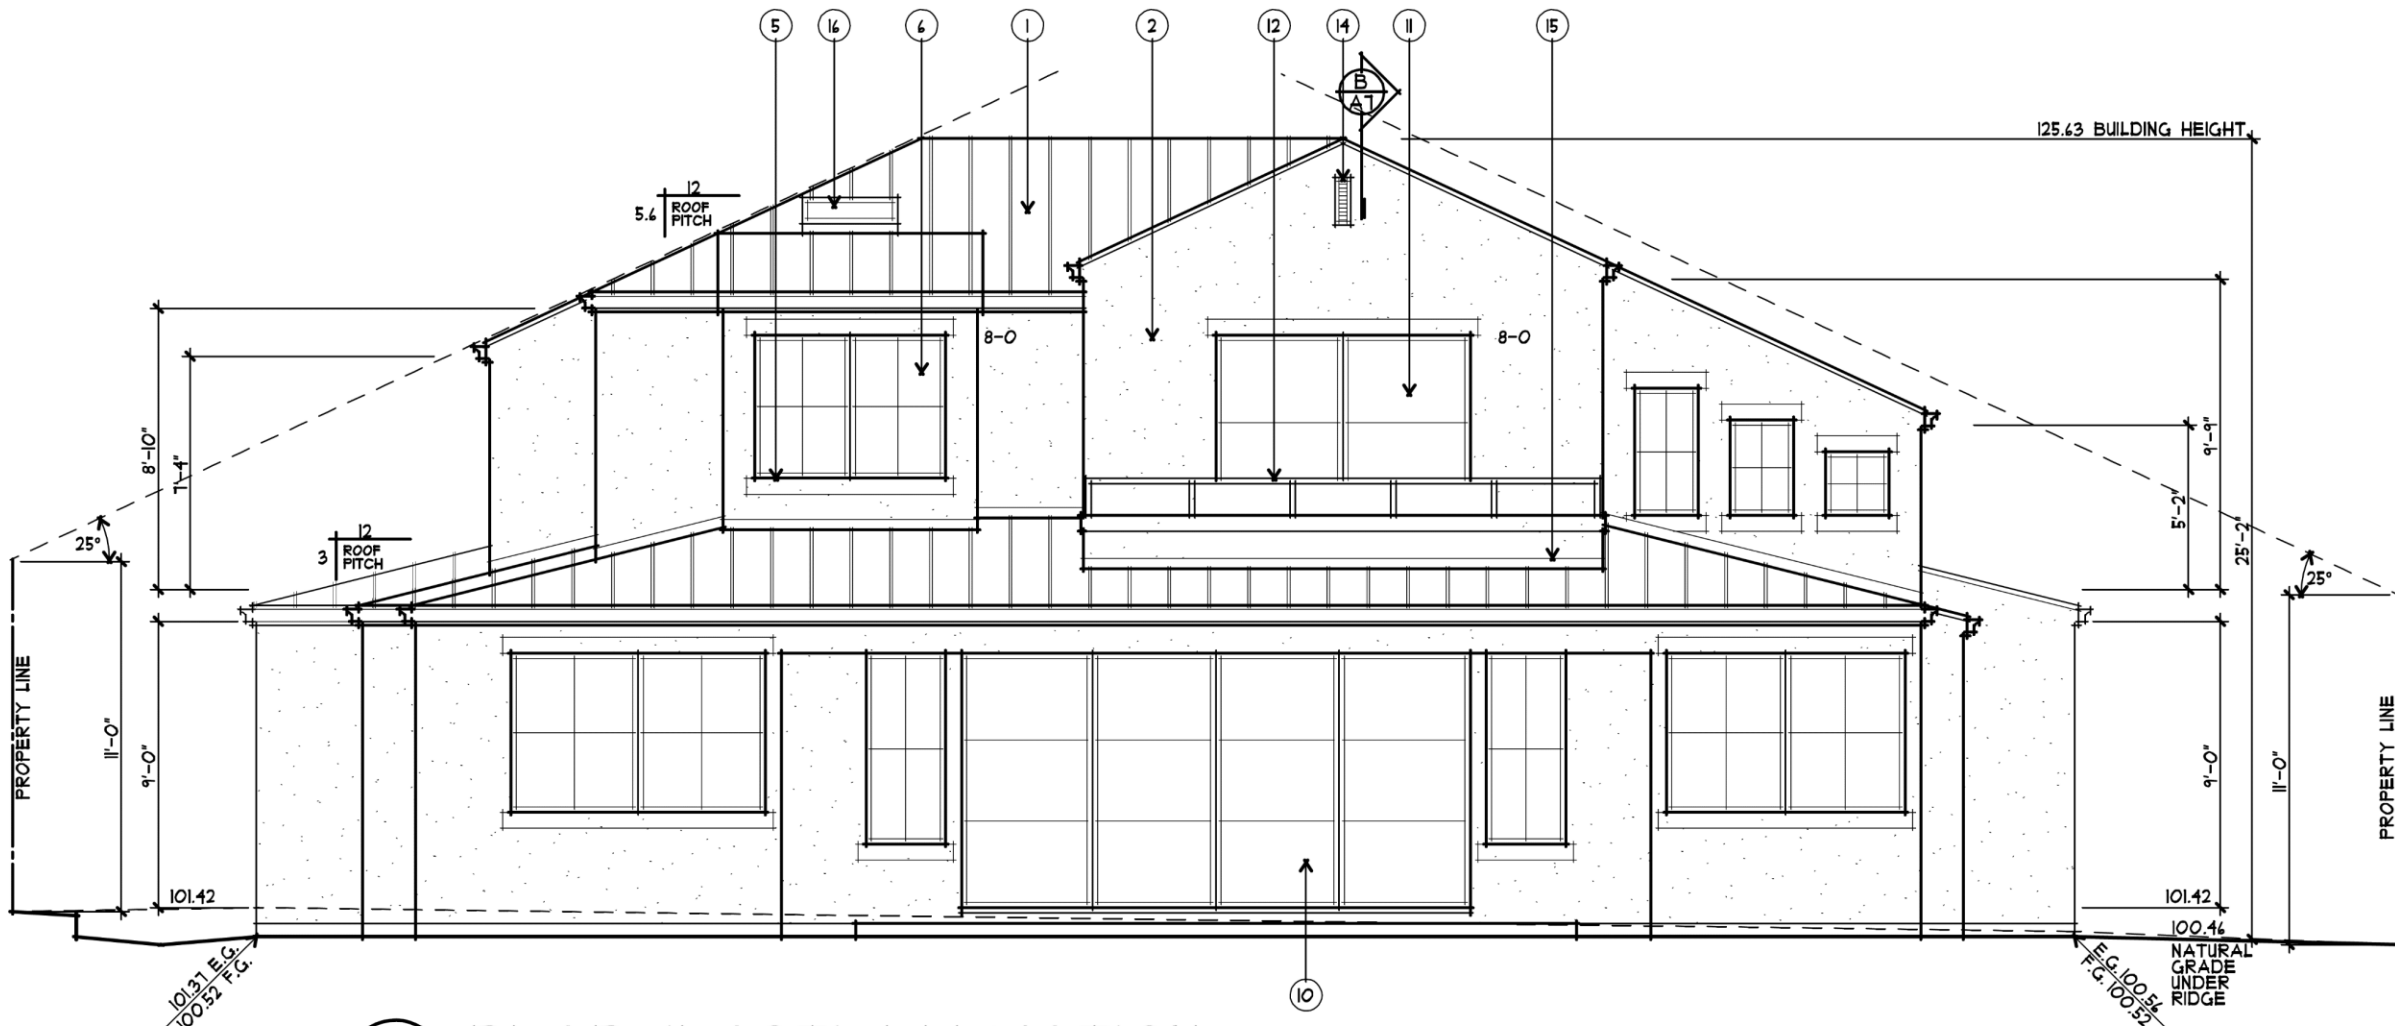 5 16 6 1 2 12 14 11 15
B
A7
125.63 BUILDING HEIGHT
12
5.6 ROOF
PITCH
8-0
8-0
8'-10"
7'-4"
9'-9"
5'-2"
25'-2"
25°
12
3 ROOF
PITCH
25°
PROPERTY LINE
11'-0"
9'-0"
9'-0"
11'-0"
PROPERTY LINE
101.42
101.42
100.46
NATURAL
GRADE
UNDER
RIDGE
101.37 E.G.
100.52 F.G.
E.G. 100.56
F.G. 100.52
10